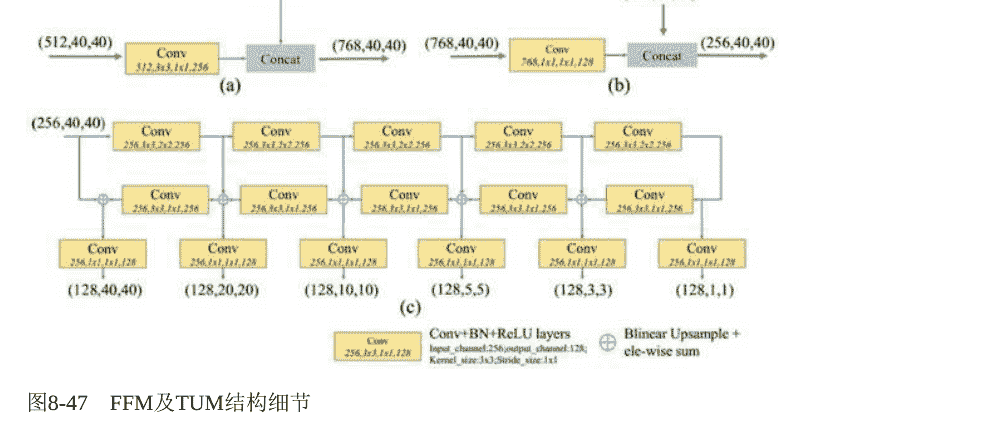 (512,40,40)
Conv
512,3x3,1x1,256
Concat
(768,40,40)
(a)
(768,40,40)
Conv
768,1x1,1x1,128
Concat
(256,40,40)
(b)
(256,40,40)
Conv
256,3x3,2x2,256
Conv
256,3x3,2x2,256
Conv
256,3x3,2x2,256
Conv
256,3x3,2x2,256
Conv
256,3x3,2x2,256
Conv
256,3x3,1x1,256
Conv
256,3x3,1x1,256
Conv
256,3x3,1x1,256
Conv
256,3x3,1x1,256
Conv
256,3x3,1x1,256
Conv
256,1x1,1x1,128
Conv
256,1x1,1x1,128
Conv
256,1x1,1x1,128
Conv
256,1x1,1x1,128
Conv
256,1x1,1x1,128
Conv
256,1x1,1x1,128
(128,40,40)
(128,20,20)
(128,10,10)
(128,5,5)
(128,3,3)
(128,1,1)
(c)
Conv
256,3x3,1x1,128
Conv+BN+ReLU layers
Input_channel:256;output_channel:128;
Kernel_size:3x3;Stride_size:1x1
Blinear Upsample +
ele-wise sum
图8-47 FFM及TUM结构细节